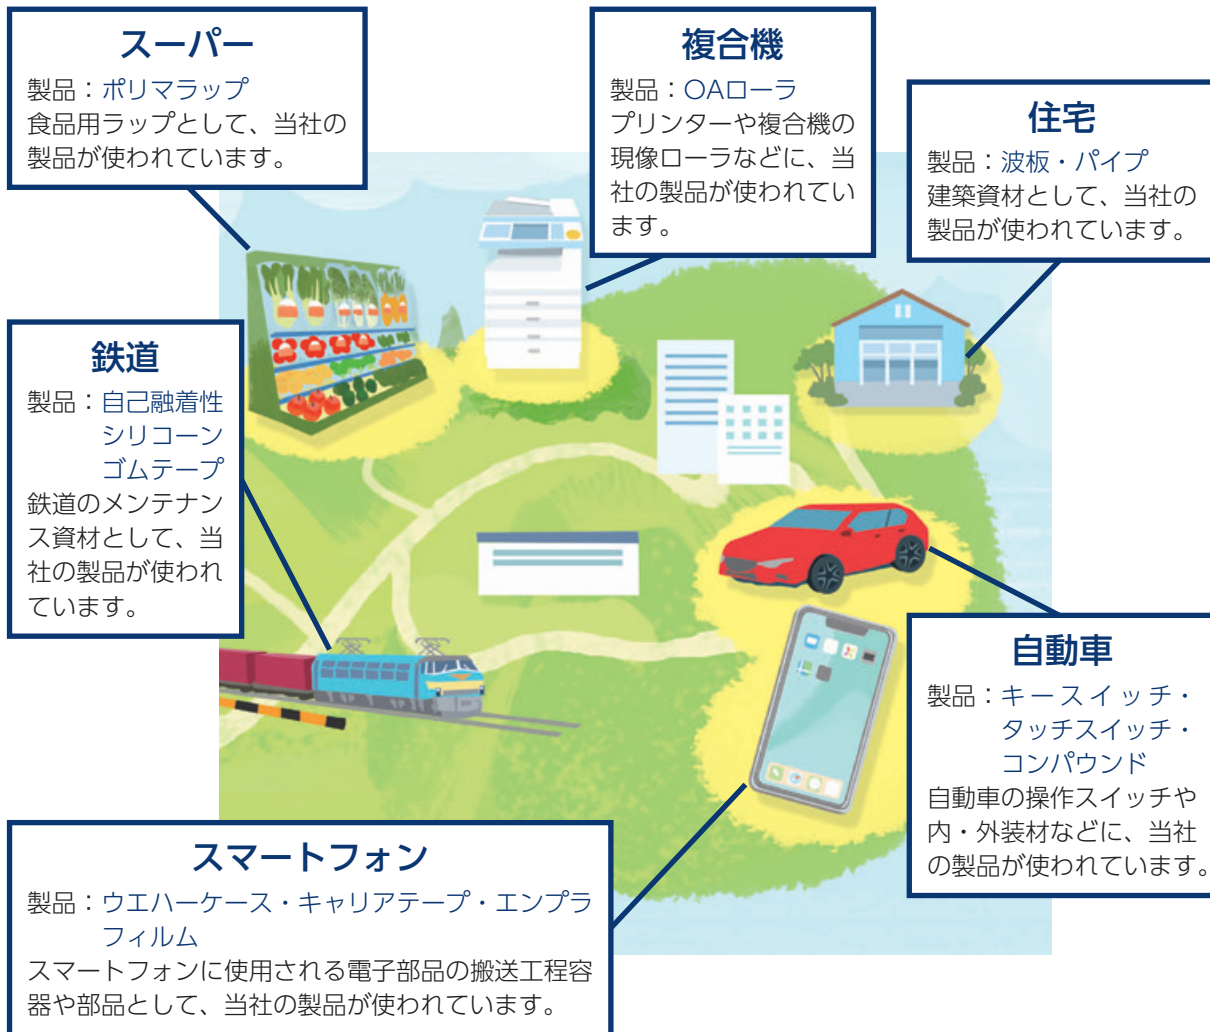 スーパー
製品：ポリマラップ
食品用ラップとして、当社の
製品が使われています。
複合機
製品：OAローラ
プリンターや複合機の
現像ローラなどに、当
社の製品が使われてい
ます。
住宅
製品：波板・パイプ
建築資材として、当社の
製品が使われています。
鉄道
製品：自己融着性
シリコーン
ゴムテープ
鉄道のメンテナン
ス資材として、当
社の製品が使われ
ています。
自動車
製品：キースイッチ・
タッチスイッチ・
コンパウンド
自動車の操作スイッチや
内・外装材などに、当社
の製品が使われています。
スマートフォン
製品：ウエハーケース・キャリアテープ・エンプラ
フィルム
スマートフォンに使用される電子部品の搬送工程容
器や部品として、当社の製品が使われています。